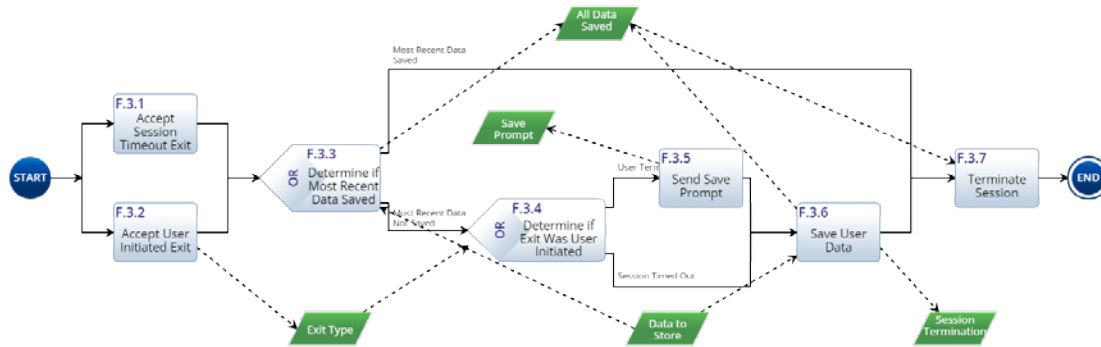 All Data
Saved
Most Recent Data
Saved
F.3.1
Accept
Session
Timeout Exit
Save
Prompt
F.3.3
OR
Determine if
Most Recent
Data Saved
F.3.5
Send Save
Prompt
User Term
F.3.7
Terminate
Session
START
END
F.3.2
Accept User
Initiated Exit
Most Recent Data
Not Saved
F.3.4
OR
Determine if
Exit Was User
Initiated
F.3.6
Save User
Data
Session Timed Out
Exit Type
Data to
Store
Session
Termination